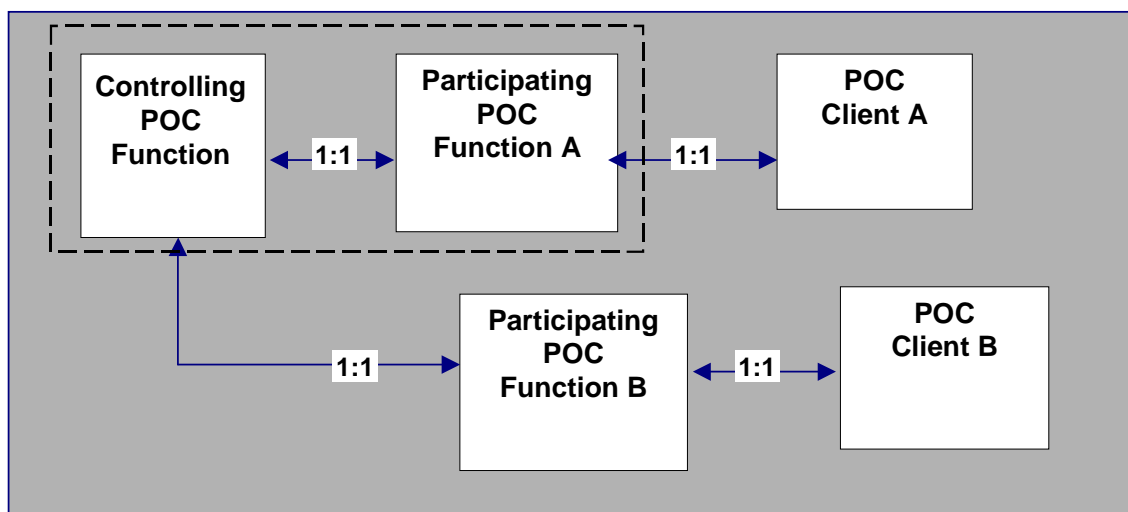 Controlling
POC
Function
1:1
Participating
POC
Function A
1:1
POC
Client A
1:1
Participating
POC
Function B
1:1
POC
Client B